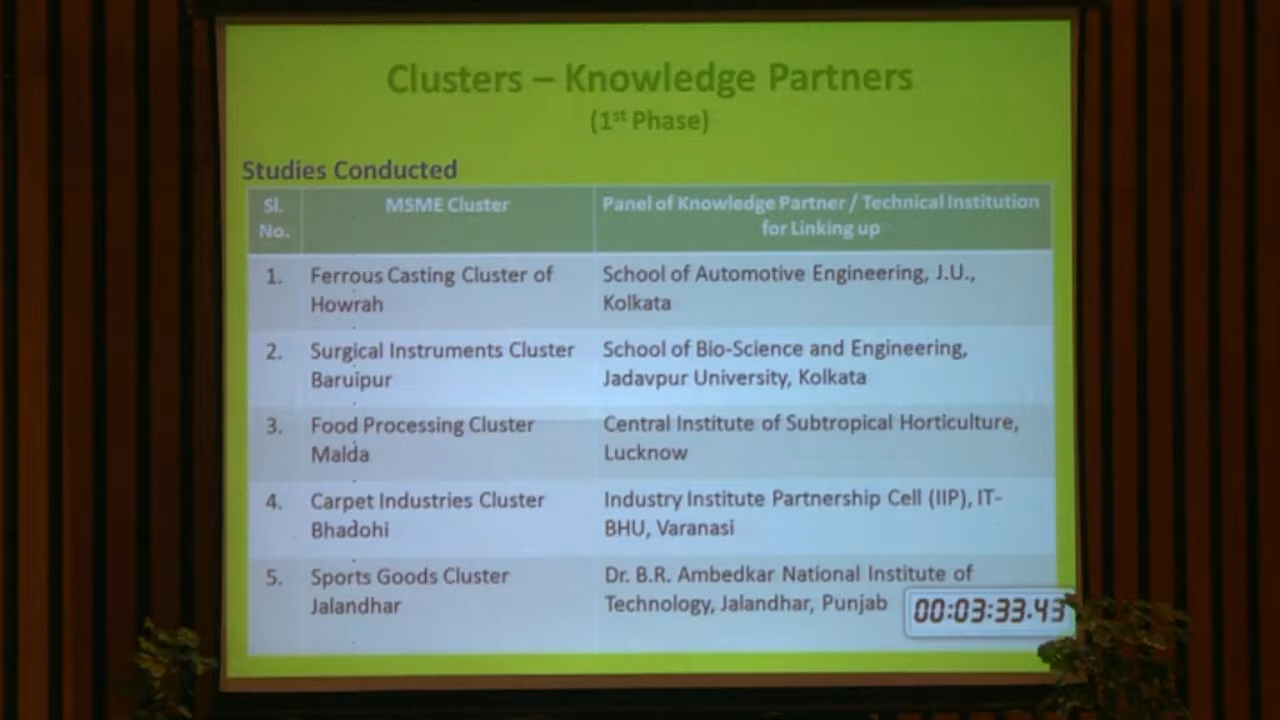 Clusters – Knowledge Partners
(1st Phase)
Studies Conducted
Sl. No.
MSME Cluster
Panel of Knowledge Partner / Technical Institution
for Linking up
1.
Ferrous Casting Cluster of
Howrah
School of Automotive Engineering, J.U.,
Kolkata
2.
Surgical Instruments Cluster
Baruipur
School of Bio-Science and Engineering,
Jadavpur University, Kolkata
3.
Food Processing Cluster
Malda
Central Institute of Subtropical Horticulture,
Lucknow
4.
Carpet Industries Cluster
Bhadohi
Industry Institute Partnership Cell (IIP), IT-
BHU, Varanasi
5.
Sports Goods Cluster
Jalandhar
Dr. B.R. Ambedkar National Institute of
Technology, Jalandhar, Punjab
00:03:33.43